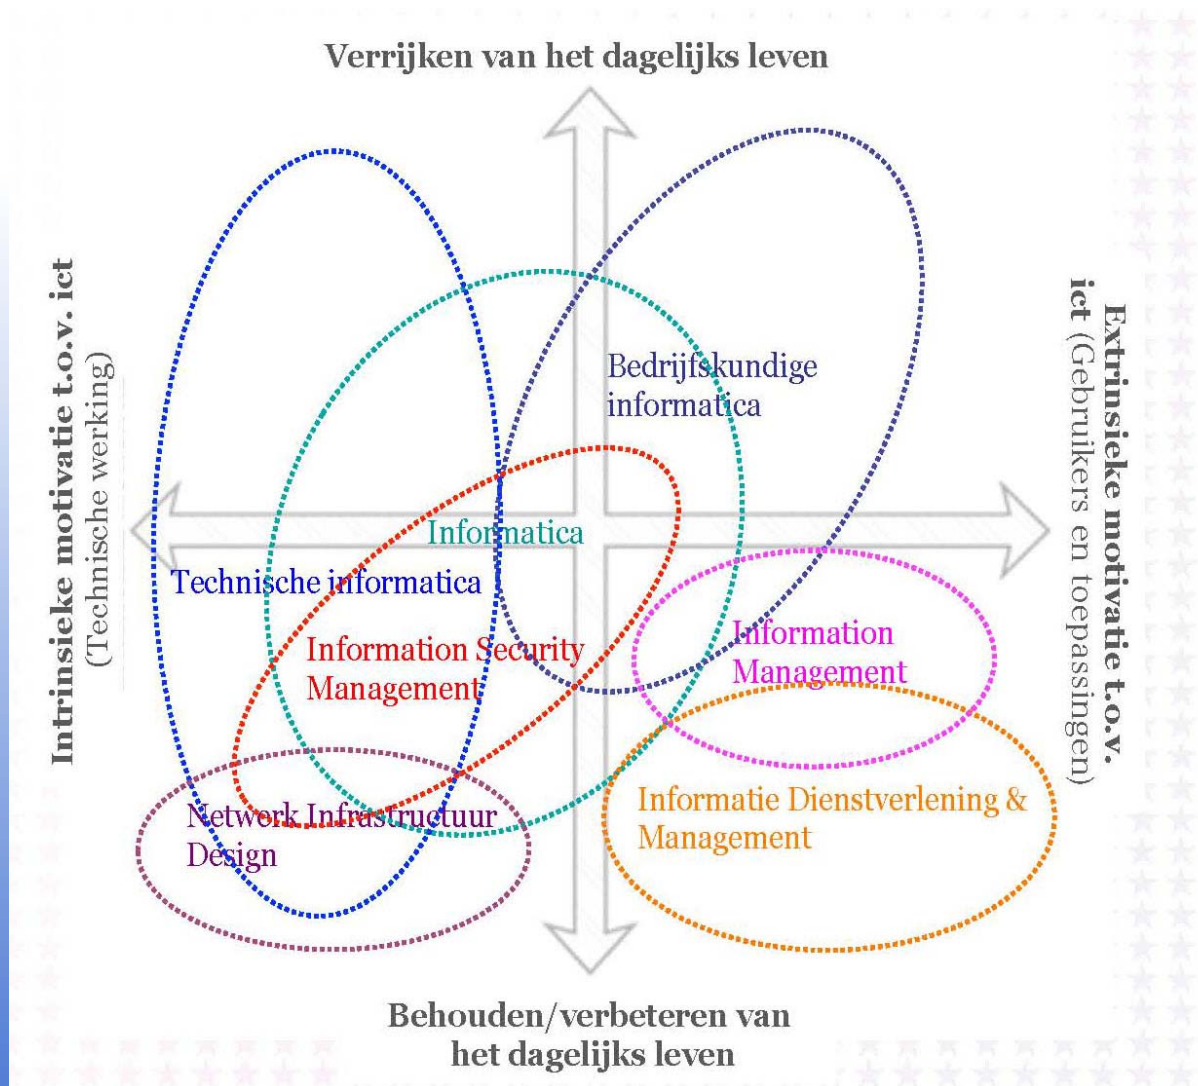 Verrijken van het dagelijks leven
Intrinsieke motivatie t.o.v. ict
(Technische werking)
Extrinsieke motivatie t.o.v.
ict (Gebruikers en toepassingen)
Bedrijfskundige
informatica
Informatica
Technische informatica
Information Security
Management
Information
Management
Network Infrastructuur
Design
Informatie Dienstverlening &
Management
Behouden/verbeteren van
het dagelijks leven